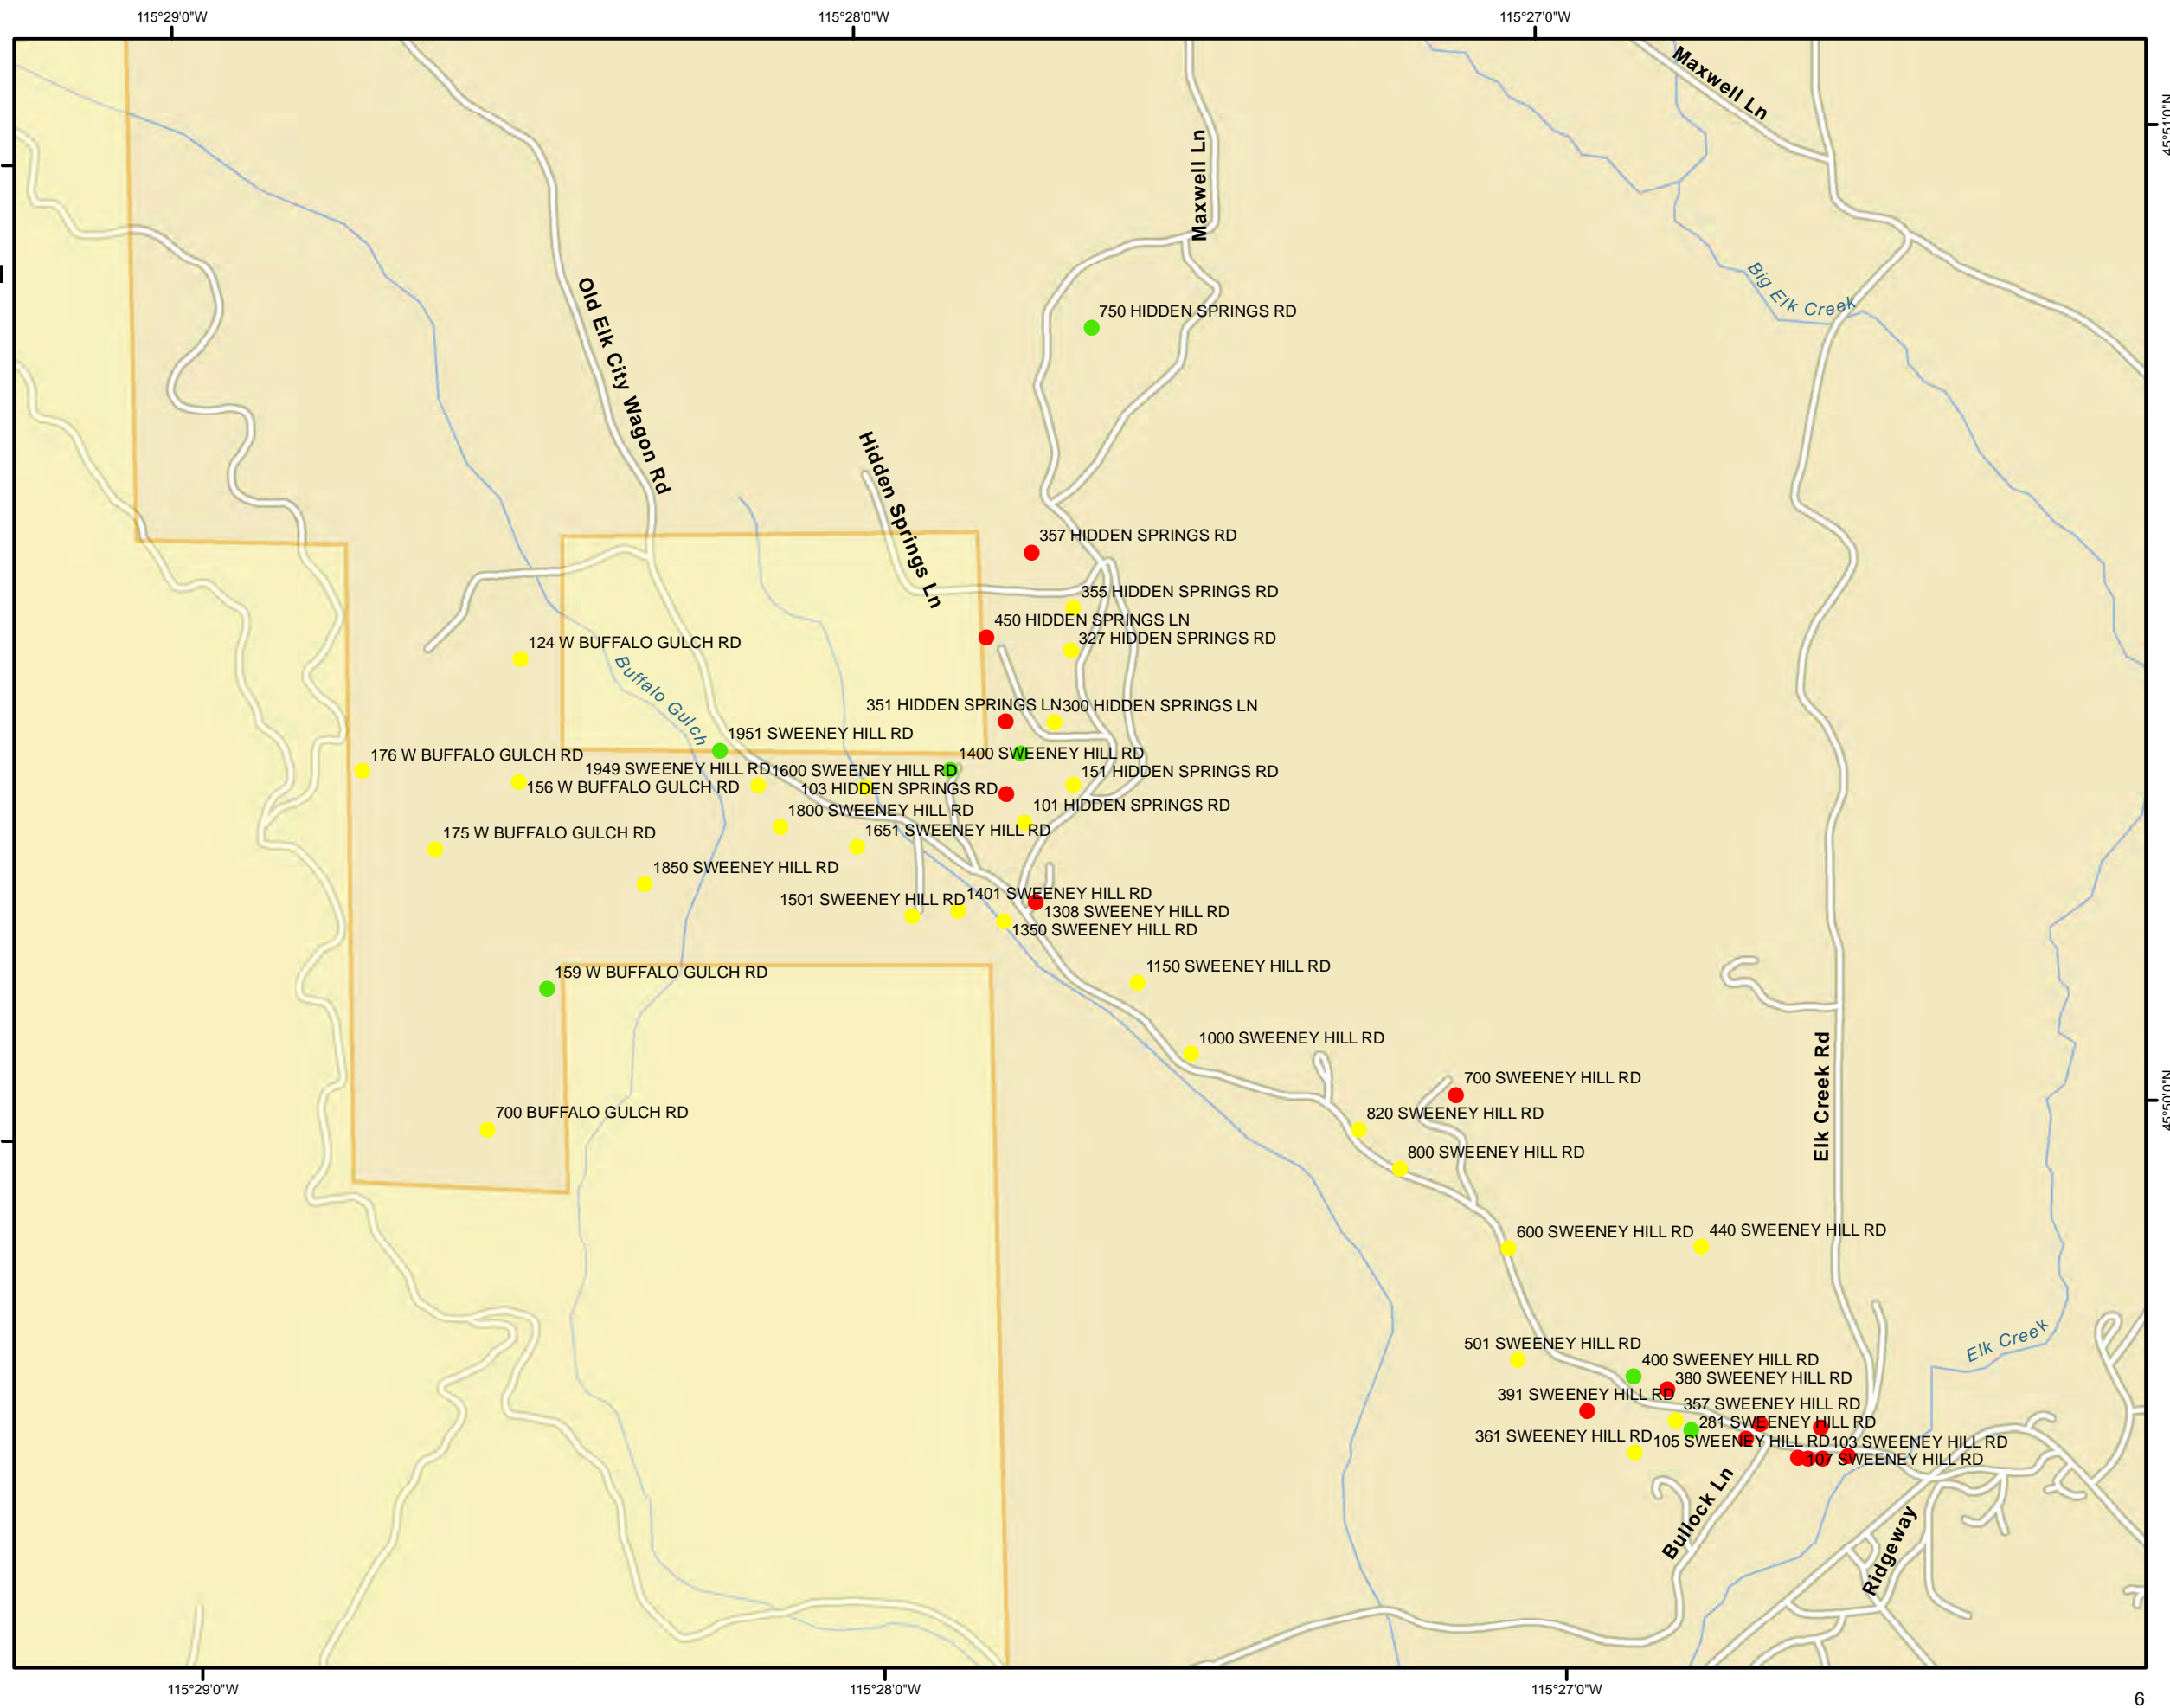 115°29'0"W
115°28'0"W
115°27'0"W
45°51'0"N
Maxwell Ln
Maxwell Ln
Big Elk Creek
Old Elk City Wagon Rd
750 HIDDEN SPRINGS RD
Hidden Springs Ln
357 HIDDEN SPRINGS RD
355 HIDDEN SPRINGS RD
450 HIDDEN SPRINGS LN
327 HIDDEN SPRINGS RD
124 W BUFFALO GULCH RD
Buffalo Gulch
351 HIDDEN SPRINGS LN
300 HIDDEN SPRINGS LN
1951 SWEENEY HILL RD
1400 SWEENEY HILL RD
176 W BUFFALO GULCH RD
1949 SWEENEY HILL RD
1600 SWEENEY HILL RD
151 HIDDEN SPRINGS RD
156 W BUFFALO GULCH RD
103 HIDDEN SPRINGS RD
101 HIDDEN SPRINGS RD
1800 SWEENEY HILL RD
1651 SWEENEY HILL RD
175 W BUFFALO GULCH RD
1850 SWEENEY HILL RD
1501 SWEENEY HILL RD
1401 SWEENEY HILL RD
1308 SWEENEY HILL RD
1350 SWEENEY HILL RD
159 W BUFFALO GULCH RD
1150 SWEENEY HILL RD
1000 SWEENEY HILL RD
Elk Creek Rd
45°50'0"N
700 SWEENEY HILL RD
700 BUFFALO GULCH RD
820 SWEENEY HILL RD
800 SWEENEY HILL RD
600 SWEENEY HILL RD
440 SWEENEY HILL RD
Elk Creek
501 SWEENEY HILL RD
400 SWEENEY HILL RD
380 SWEENEY HILL RD
391 SWEENEY HILL RD
357 SWEENEY HILL RD
281 SWEENEY HILL RD
361 SWEENEY HILL RD
105 SWEENEY HILL RD
103 SWEENEY HILL RD
107 SWEENEY HILL RD
Bullock Ln
Ridgeway
115°29'0"W
115°28'0"W
115°27'0"W
6